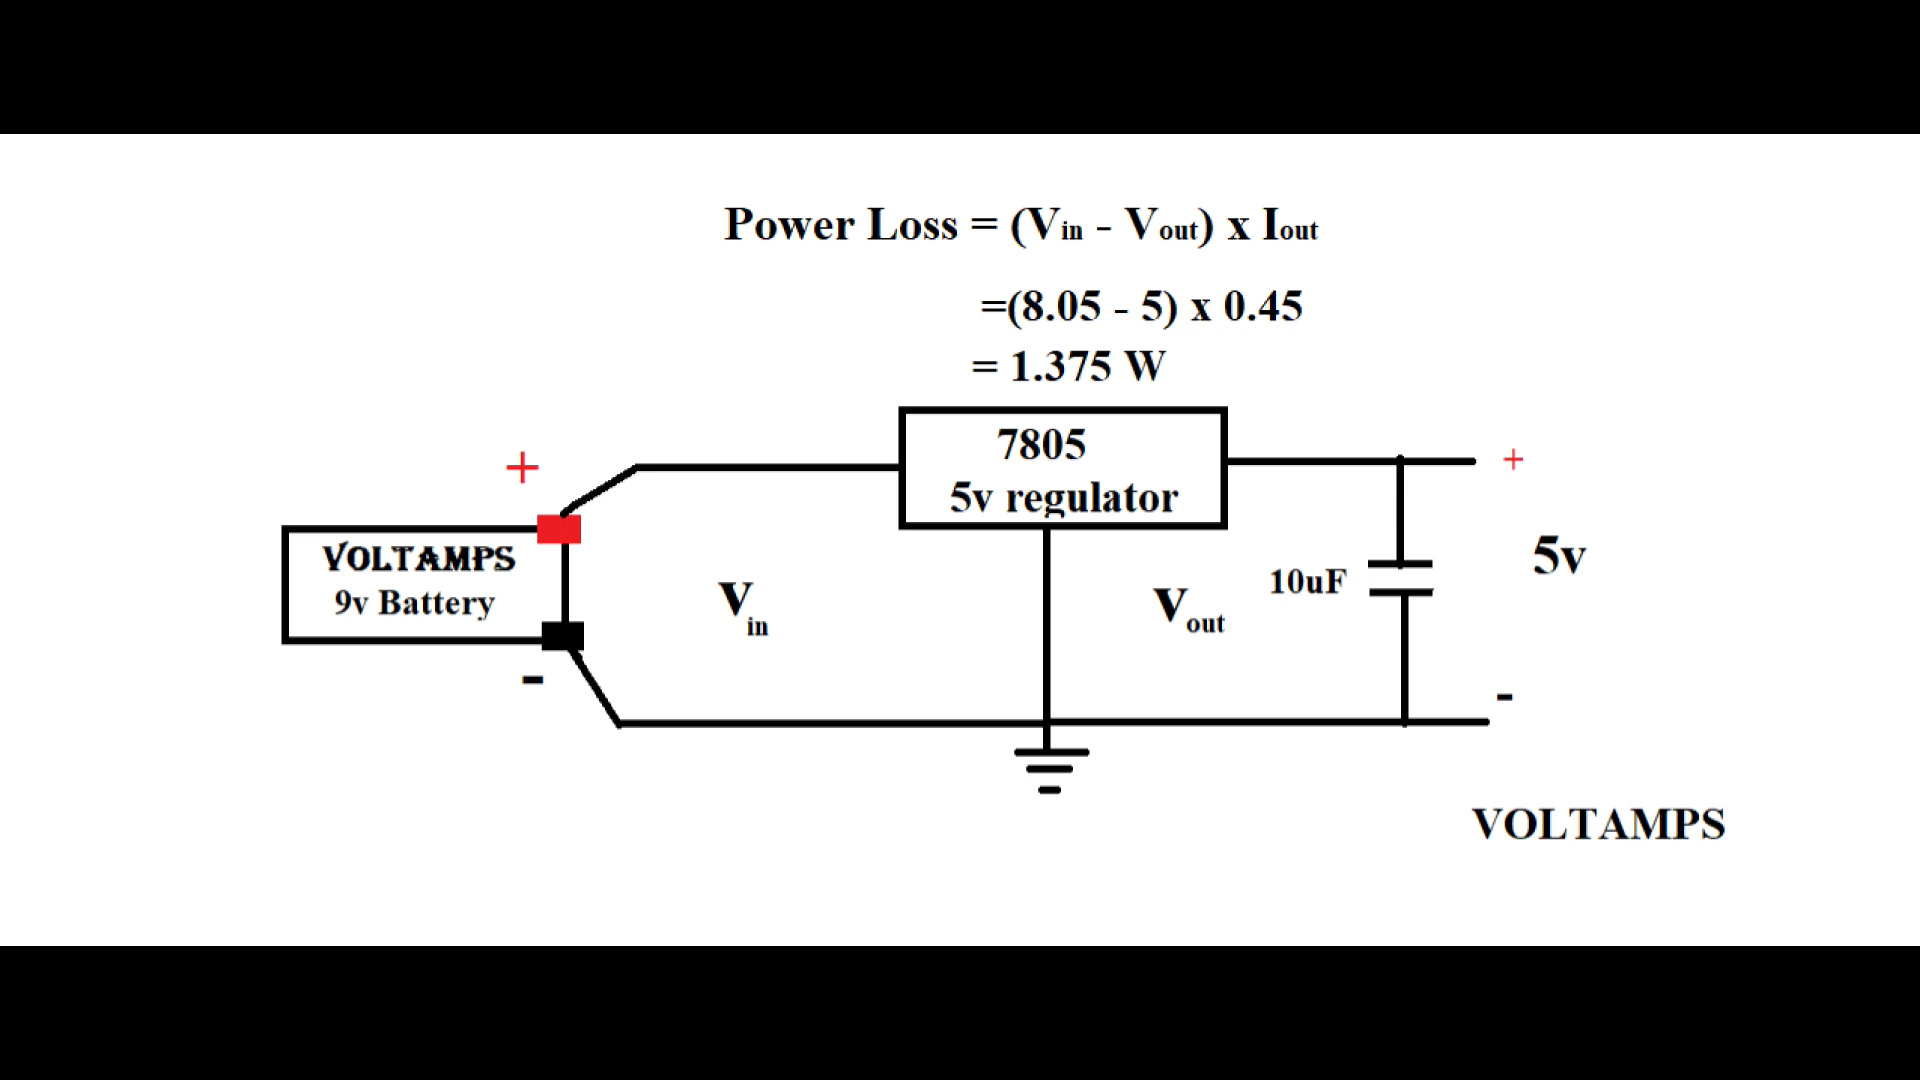 Power Loss = (Vin - Vout) x Iout
=(8.05 - 5) x 0.45
= 1.375 W
7805
5v regulator
+
+
VOLTAMPS
9v Battery
-
Vin
Vout
10uF
5v
-
VOLTAMPS